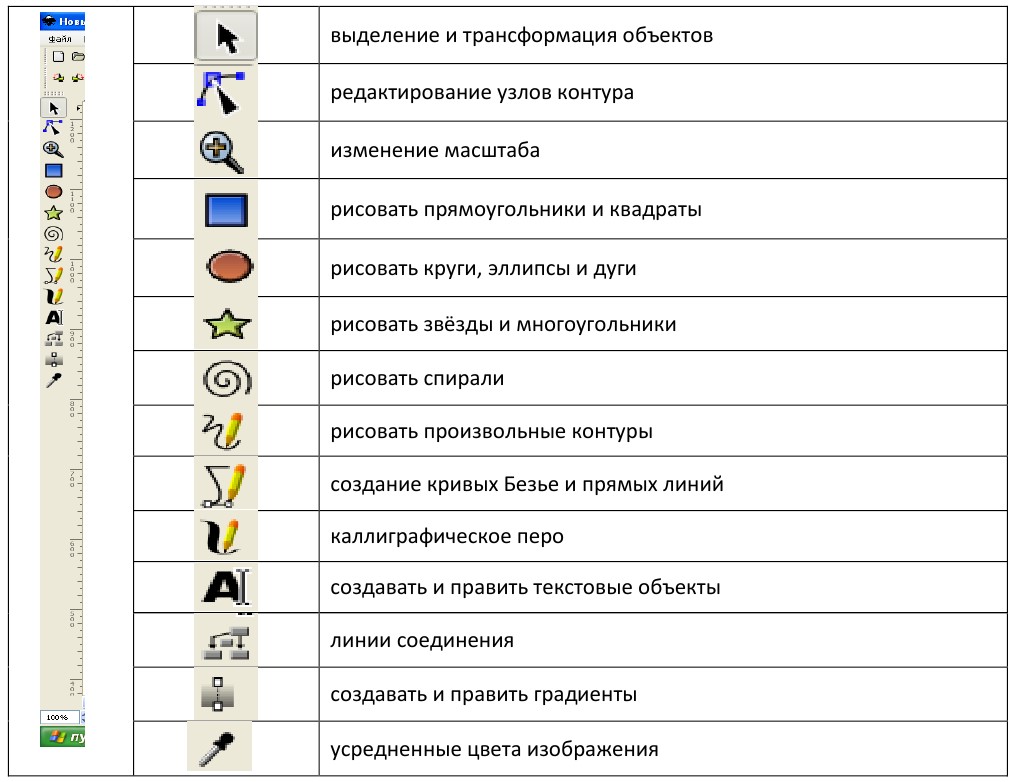 Новы
Файл
выделение и трансформация объектов
редактирование узлов контура
изменение масштаба
рисовать прямоугольники и квадраты
рисовать круги, эллипсы и дуги
рисовать звёзды и многоугольники
рисовать спирали
рисовать произвольные контуры
создание кривых Безье и прямых линий
каллиграфическое перо
создавать и править текстовые объекты
линии соединения
создавать и править градиенты
усредненные цвета изображения
100%
пу